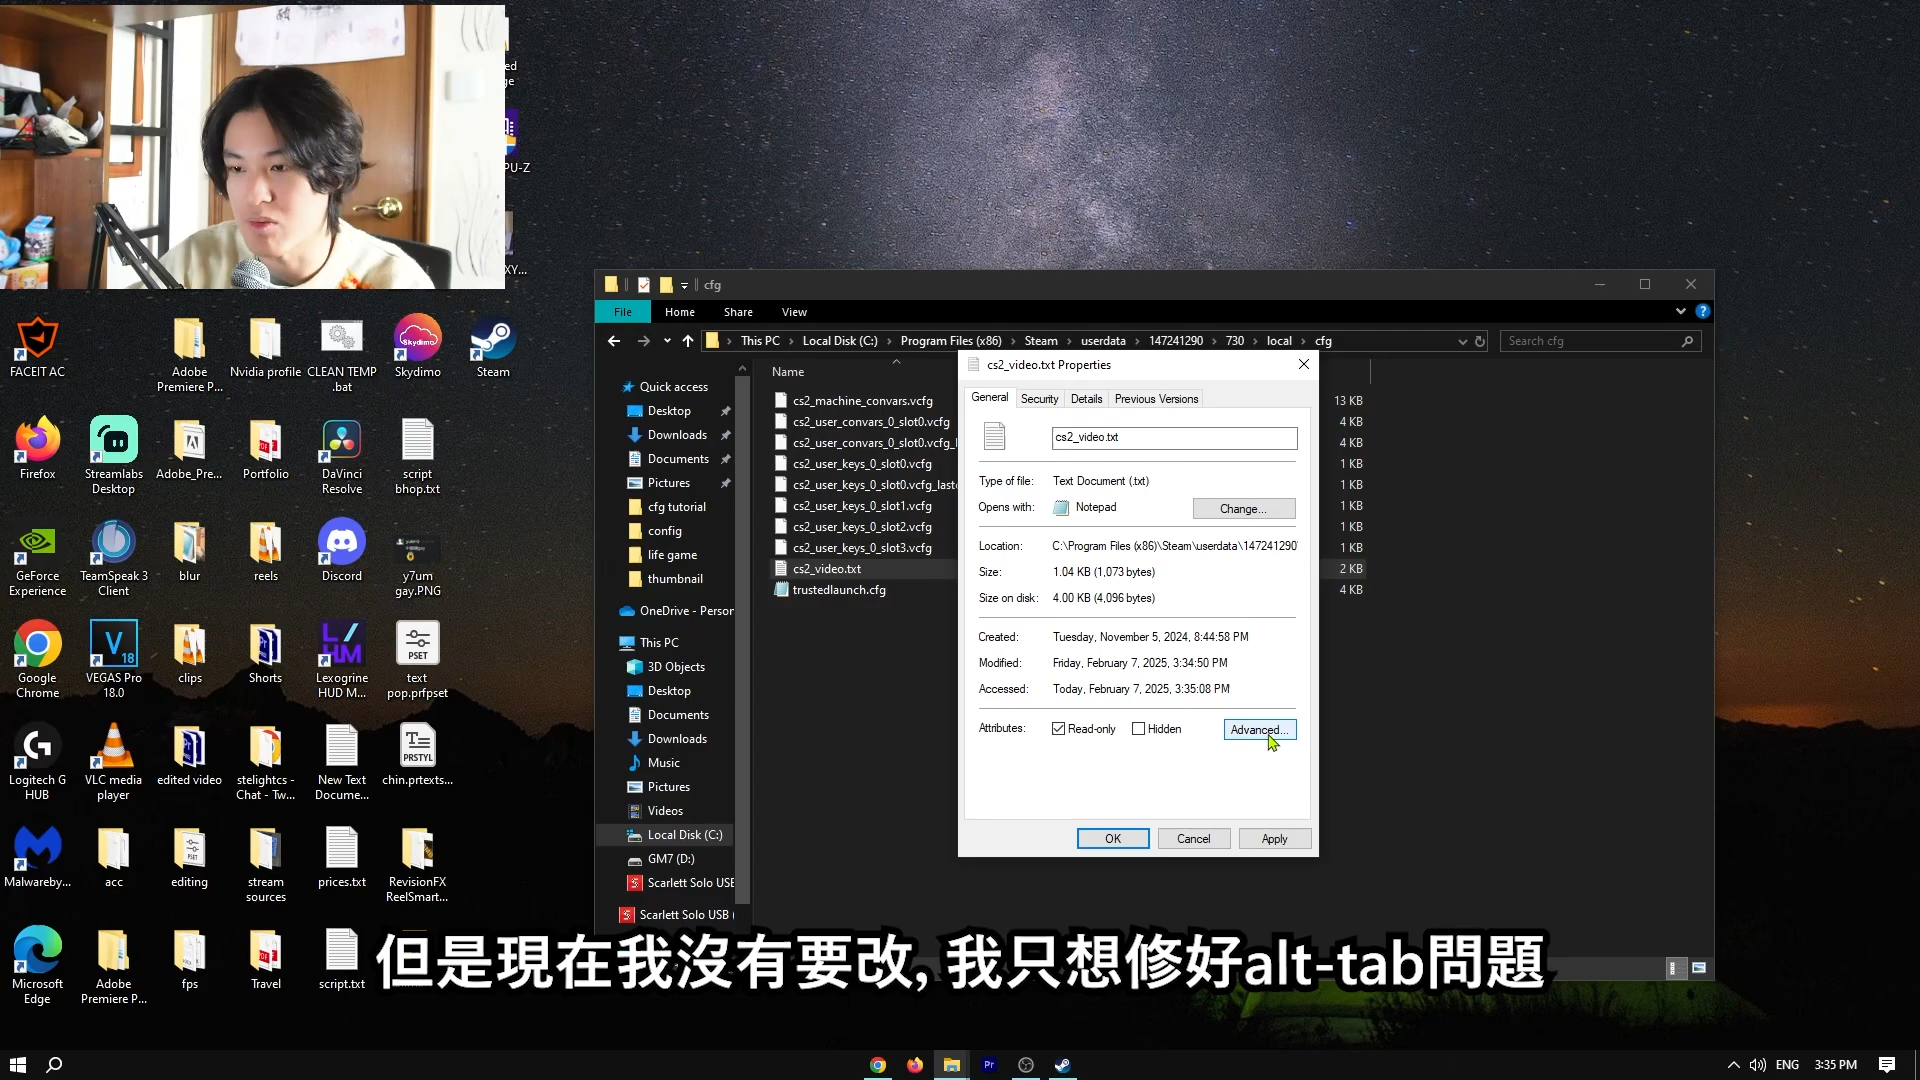 ed
ge
PU-Z
XY...
FACEIT AC
Adobe
Premiere P...
Nvidia profile
CLEAN TEMP
.bat
Skydimo
Skydimo
Steam
Firefox
Streamlabs
Desktop
Adobe_Pre...
Portfolio
DaVinci
Resolve
script
bhop.txt
GeForce
Experience
TeamSpeak 3
Client
blur
reels
Discord
y7um
gay.PNG
Google
Chrome
VEGAS Pro
18.0
clips
Shorts
Lexogrine
HUD M...
PSET
text
pop.prfpset
Logitech G
HUB
VLC media
player
edited video
stelightcs -
Chat - Tw...
New Text
Docume...
PRSTYL
chin.prtexts...
Malwareby...
acc
editing
stream
sources
prices.txt
RevisionFX
ReelSmart...
Microsoft
Edge
Adobe
Premiere P...
fps
Travel
script.txt
cfg
File Home Share View
This PC > Local Disk (C:) > Program Files (x86) > Steam > userdata > 147241290 > 730 > local > cfg
Search cfg
Quick access
Desktop
Downloads
Documents
Pictures
cfg tutorial
config
life game
thumbnail
OneDrive - Person
This PC
3D Objects
Desktop
Documents
Downloads
Music
Pictures
Videos
Local Disk (C:)
GM7 (D:)
Scarlett Solo USB
Scarlett Solo USB (
Name
cs2_machine_convars.vcfg 13 KB
cs2_user_convars_0_slot0.vcfg 4 KB
cs2_user_convars_0_slot0.vcfg_l 4 KB
cs2_user_keys_0_slot0.vcfg 1 KB
cs2_user_keys_0_slot0.vcfg_last 1 KB
cs2_user_keys_0_slot1.vcfg 1 KB
cs2_user_keys_0_slot2.vcfg 1 KB
cs2_user_keys_0_slot3.vcfg 1 KB
cs2_video.txt 2 KB
trustedlaunch.cfg 4 KB
cs2_video.txt Properties
General Security Details Previous Versions
cs2_video.txt
Type of file: Text Document (.txt)
Opens with: Notepad Change...
Location: C:\Program Files (x86)\Steam\userdata\147241290\
Size: 1.04 KB (1,073 bytes)
Size on disk: 4.00 KB (4,096 bytes)
Created: Tuesday, November 5, 2024, 8:44:58 PM
Modified: Friday, February 7, 2025, 3:34:50 PM
Accessed: Today, February 7, 2025, 3:35:08 PM
Attributes: Read-only Hidden Advanced...
OK Cancel Apply
但是現在我沒有要改, 我只想修好alt-tab問題
Pr
ENG 3:35 PM